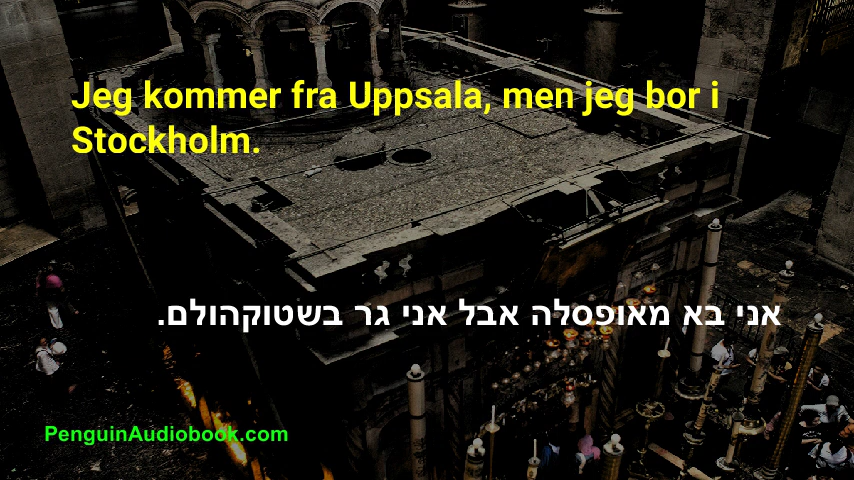 Jeg kommer fra Uppsala, men jeg bor i
Stockholm.
אני בא מאופסלה אבל אני גר בשטוקהולם.
PenguinAudiobook.com